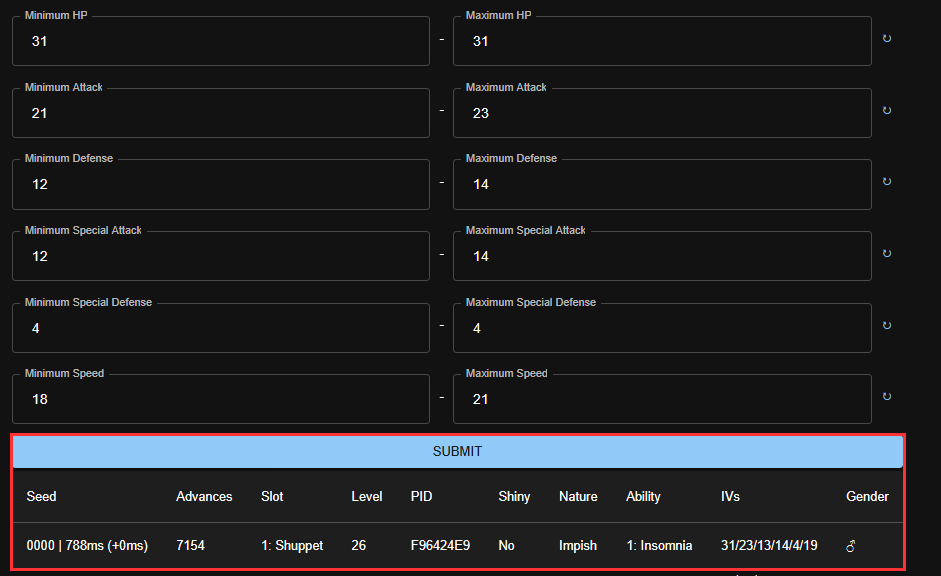 Minimum HP Maximum HP
31 - 31 ↻
Minimum Attack Maximum Attack
21 - 23 ↻
Minimum Defense Maximum Defense
12 - 14 ↻
Minimum Special Attack Maximum Special Attack
12 - 14 ↻
Minimum Special Defense Maximum Special Defense
4 - 4 ↻
Minimum Speed Maximum Speed
18 - 21 ↻
SUBMIT
Seed Advances Slot Level PID Shiny Nature Ability IVs Gender
0000 | 788ms (+0ms) 7154 1: Shuppet 26 F96424E9 No Impish 1: Insomnia 31/23/13/14/4/19 ♂